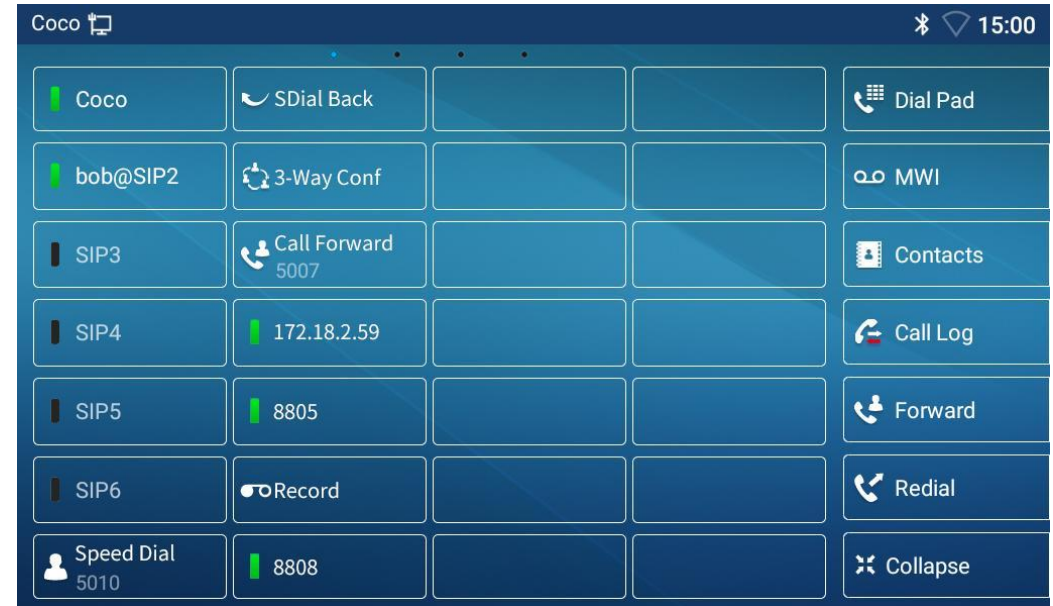 Coco
15:00
Coco
SDial Back
Dial Pad
bob@SIP2
3-Way Conf
MWI
SIP3
Call Forward
5007
Contacts
SIP4
172.18.2.59
Call Log
SIP5
8805
Forward
SIP6
Record
Redial
Speed Dial
5010
8808
Collapse